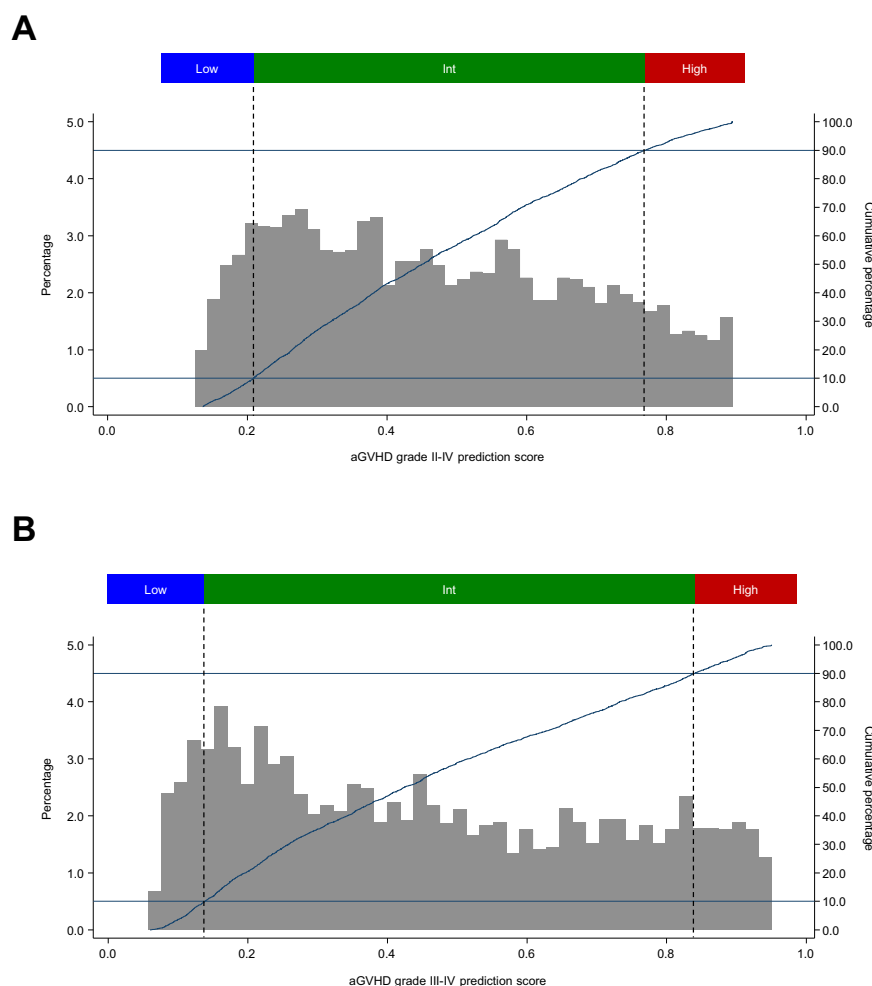 A
Low Int High
5.0 100.0
90.0
4.0 80.0
70.0
3.0 60.0
50.0
2.0 40.0
30.0
1.0 20.0
10.0
0.0 0.0
Percentage
Cumulative percentage
0.0 0.2 0.4 0.6 0.8 1.0
aGVHD grade II-IV prediction score
B
Low Int High
5.0 100.0
90.0
4.0 80.0
70.0
3.0 60.0
50.0
2.0 40.0
30.0
1.0 20.0
10.0
0.0 0.0
Percentage
Cumulative percentage
0.0 0.2 0.4 0.6 0.8 1.0
aGVHD grade III-IV prediction score